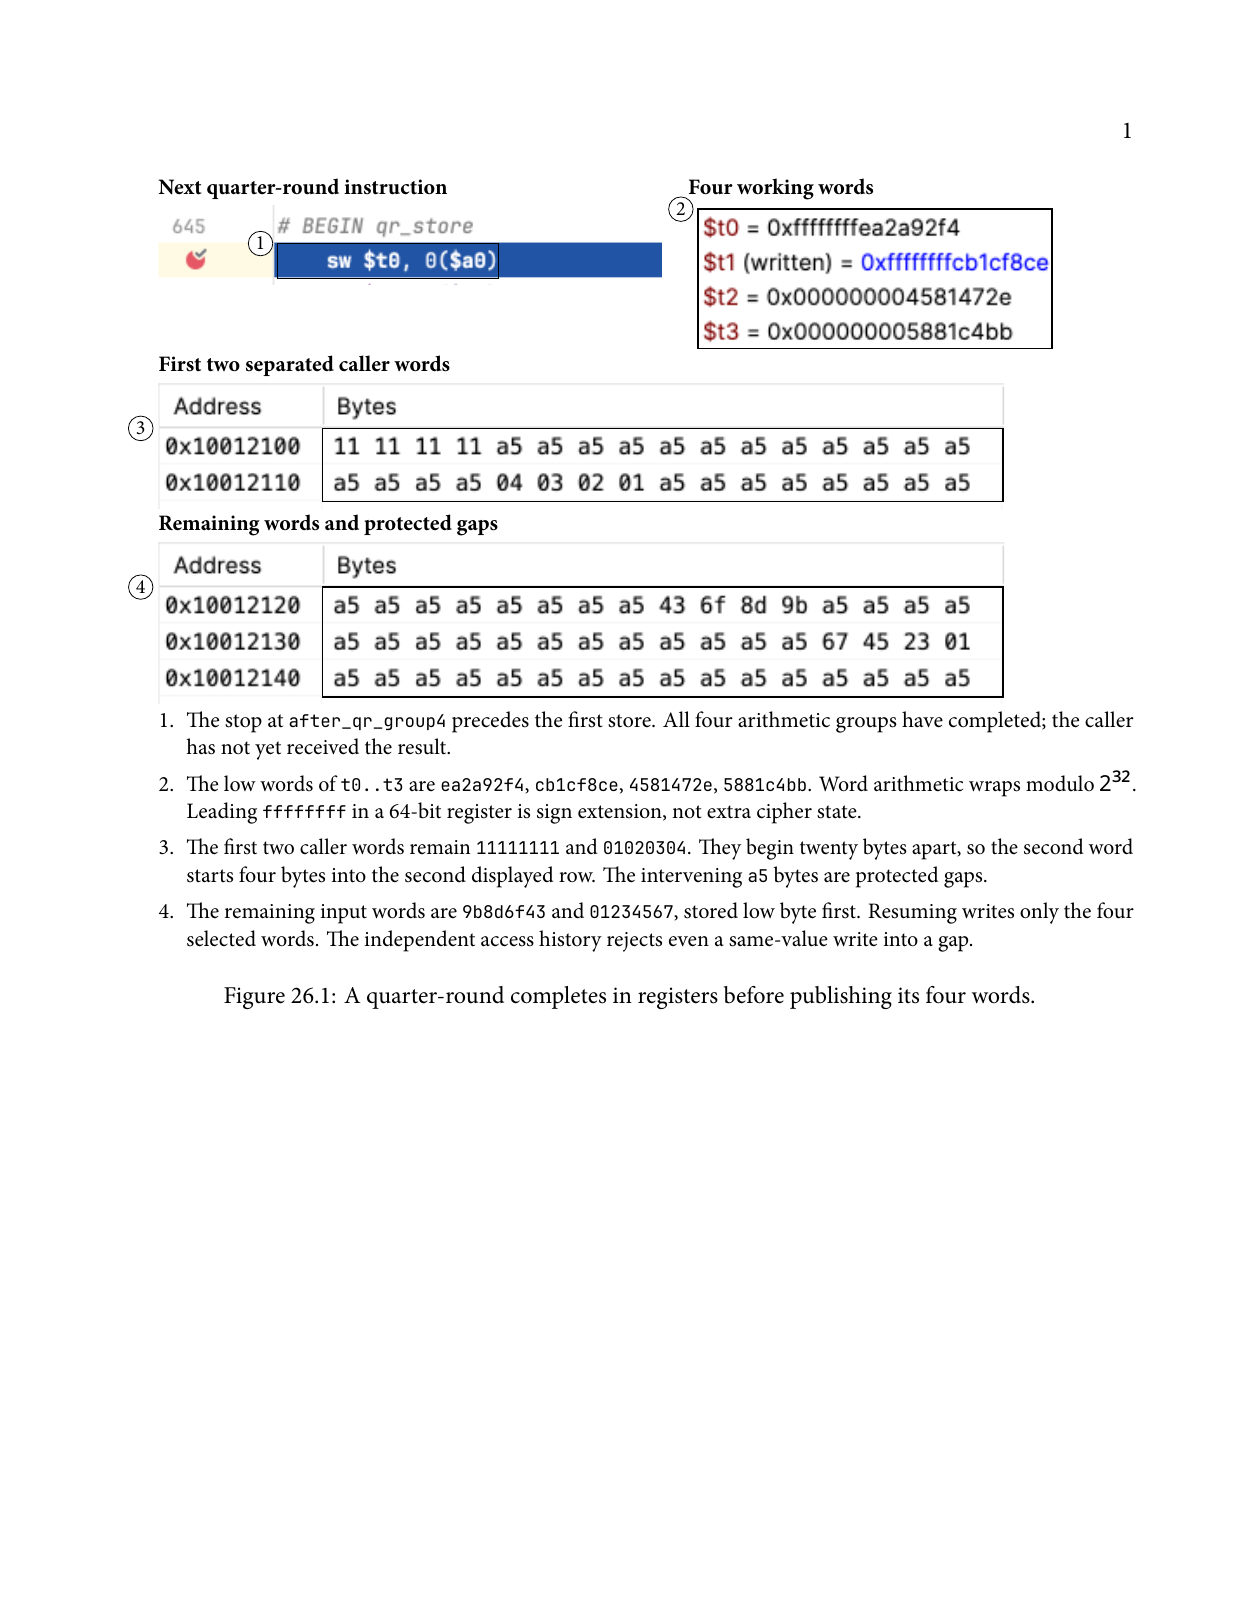 1
Next quarter-round instruction
645 # BEGIN qr_store
1 sw $t0, 0($a0)
Four working words
2
$t0 = 0xffffffffea2a92f4
$t1 (written) = 0xffffffffcb1cf8ce
$t2 = 0x000000004581472e
$t3 = 0x000000005881c4bb
First two separated caller words
Address Bytes
3
0x10012100 11 11 11 11 a5 a5 a5 a5 a5 a5 a5 a5 a5 a5 a5 a5
0x10012110 a5 a5 a5 a5 04 03 02 01 a5 a5 a5 a5 a5 a5 a5 a5
Remaining words and protected gaps
Address Bytes
4
0x10012120 a5 a5 a5 a5 a5 a5 a5 a5 43 6f 8d 9b a5 a5 a5 a5
0x10012130 a5 a5 a5 a5 a5 a5 a5 a5 a5 a5 a5 a5 67 45 23 01
0x10012140 a5 a5 a5 a5 a5 a5 a5 a5 a5 a5 a5 a5 a5 a5 a5 a5
1. The stop at after_qr_group4 precedes the first store. All four arithmetic groups have completed; the caller
has not yet received the result.
2. The low words of t0..t3 are ea2a92f4, cb1cf8ce, 4581472e, 5881c4bb. Word arithmetic wraps modulo 2³².
Leading ffffffff in a 64-bit register is sign extension, not extra cipher state.
3. The first two caller words remain 11111111 and 01020304. They begin twenty bytes apart, so the second word
starts four bytes into the second displayed row. The intervening a5 bytes are protected gaps.
4. The remaining input words are 9b8d6f43 and 01234567, stored low byte first. Resuming writes only the four
selected words. The independent access history rejects even a same-value write into a gap.
Figure 26.1: A quarter-round completes in registers before publishing its four words.